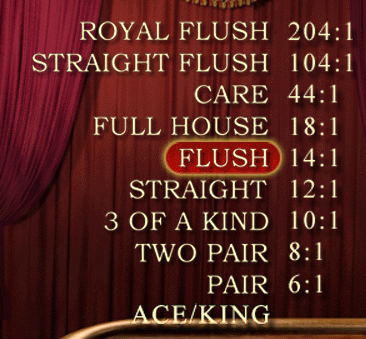 ROYAL FLUSH 204:1
STRAIGHT FLUSH 104:1
CARE 44:1
FULL HOUSE 18:1
FLUSH 14:1
STRAIGHT 12:1
3 OF A KIND 10:1
TWO PAIR 8:1
PAIR 6:1
ACE/KING